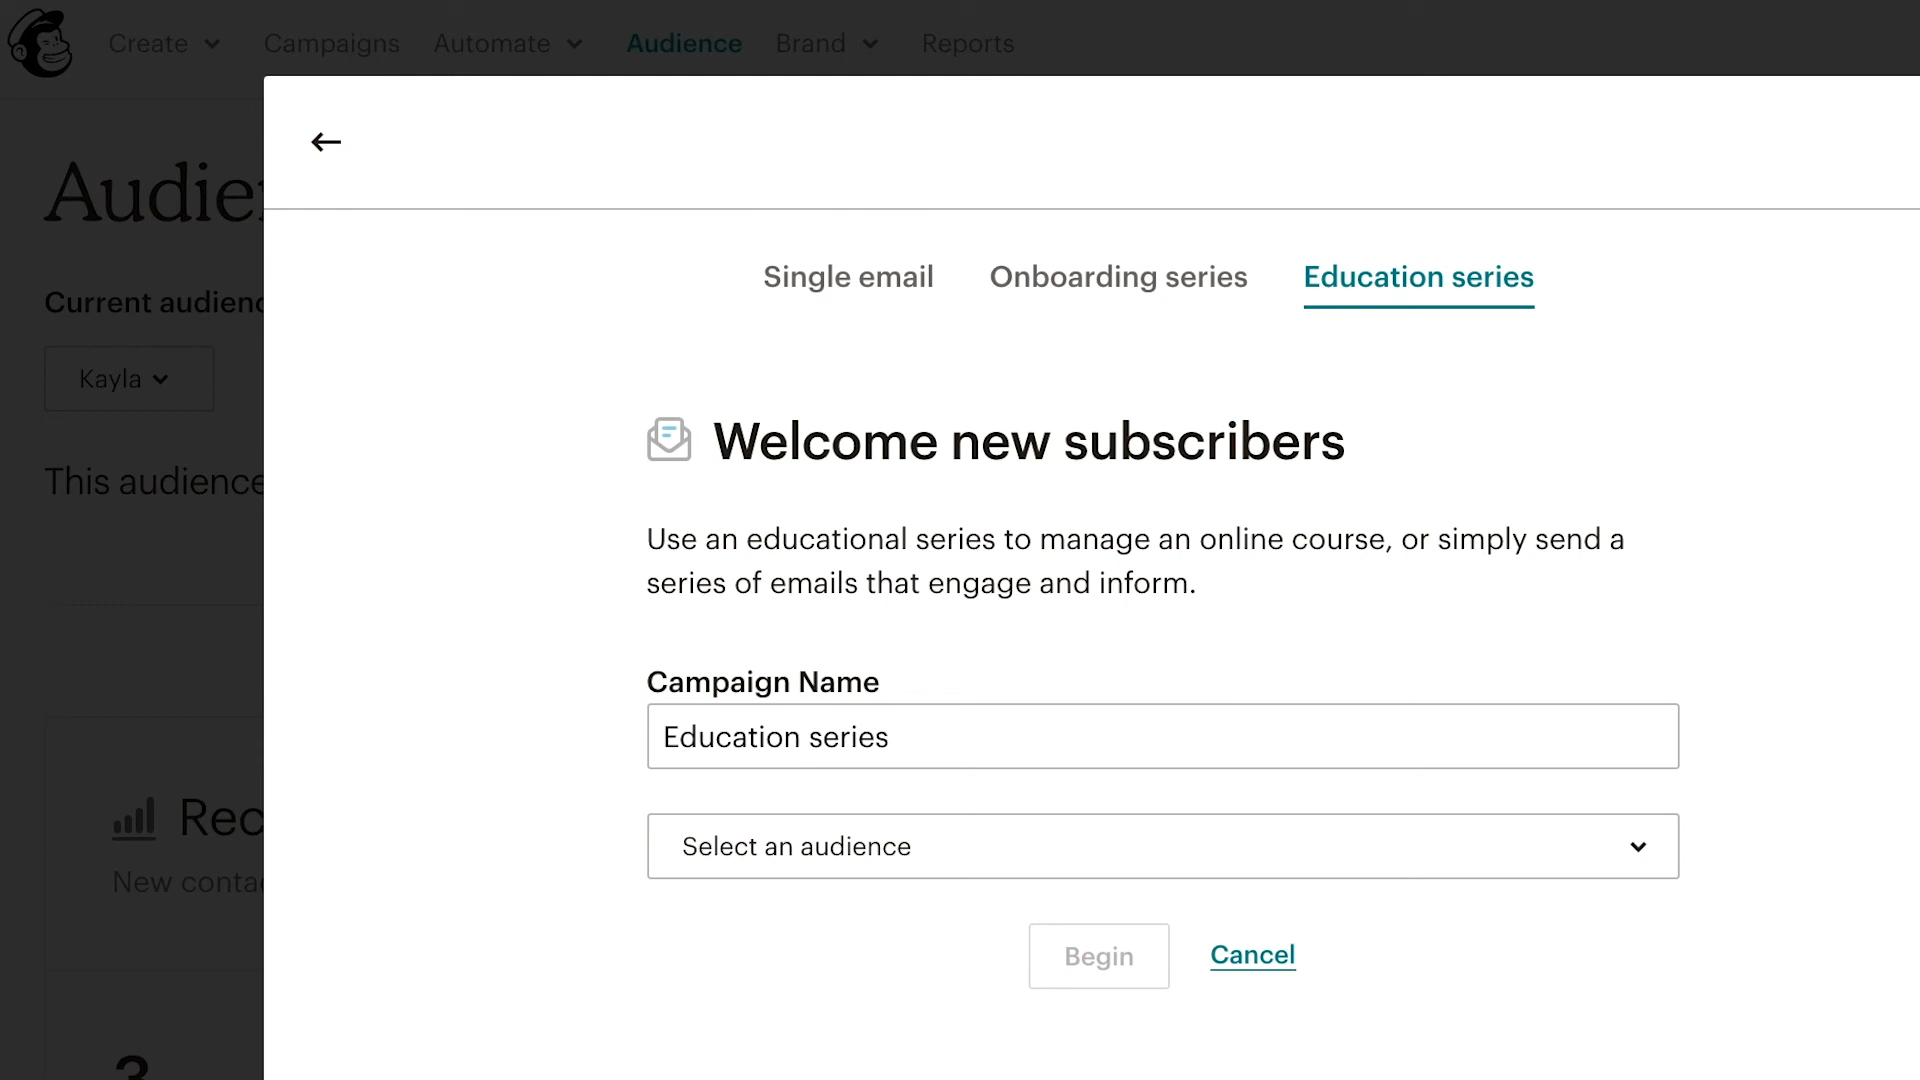 Create Campaigns Automate Audience Brand Reports
Audie
Current audienc
Kayla
This audience
Single email Onboarding series Education series
Welcome new subscribers
Use an educational series to manage an online course, or simply send a
series of emails that engage and inform.
Campaign Name
Education series
Select an audience
Begin Cancel
Rec
New conta
3